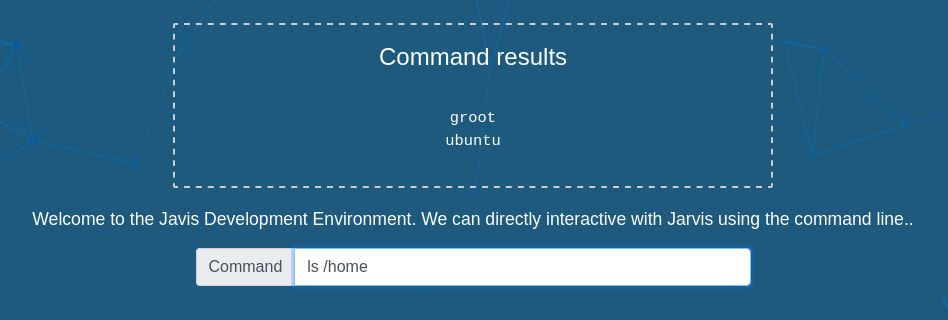 Command results
groot
ubuntu
Welcome to the Javis Development Environment. We can directly interactive with Jarvis using the command line..
Command ls /home